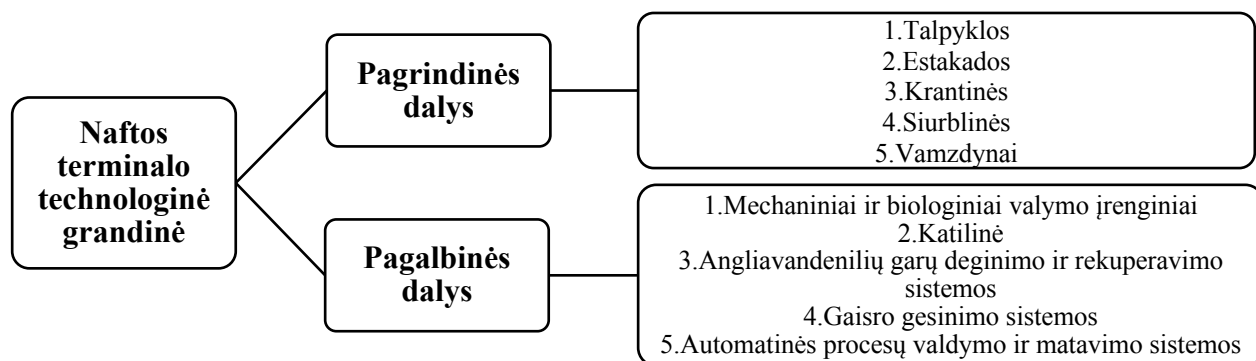 Naftos
terminalo
technologinė
grandinė
Pagrindinės
dalys
1.Talpyklos
2.Estakados
3.Krantinės
4.Siurblinės
5.Vamzdynai
Pagalbinės
dalys
1.Mechaniniai ir biologiniai valymo įrenginiai
2.Katilinė
3.Angliavandenilių garų deginimo ir rekuperavimo
sistemos
4.Gaisro gesinimo sistemos
5.Automatinės procesų valdymo ir matavimo sistemos